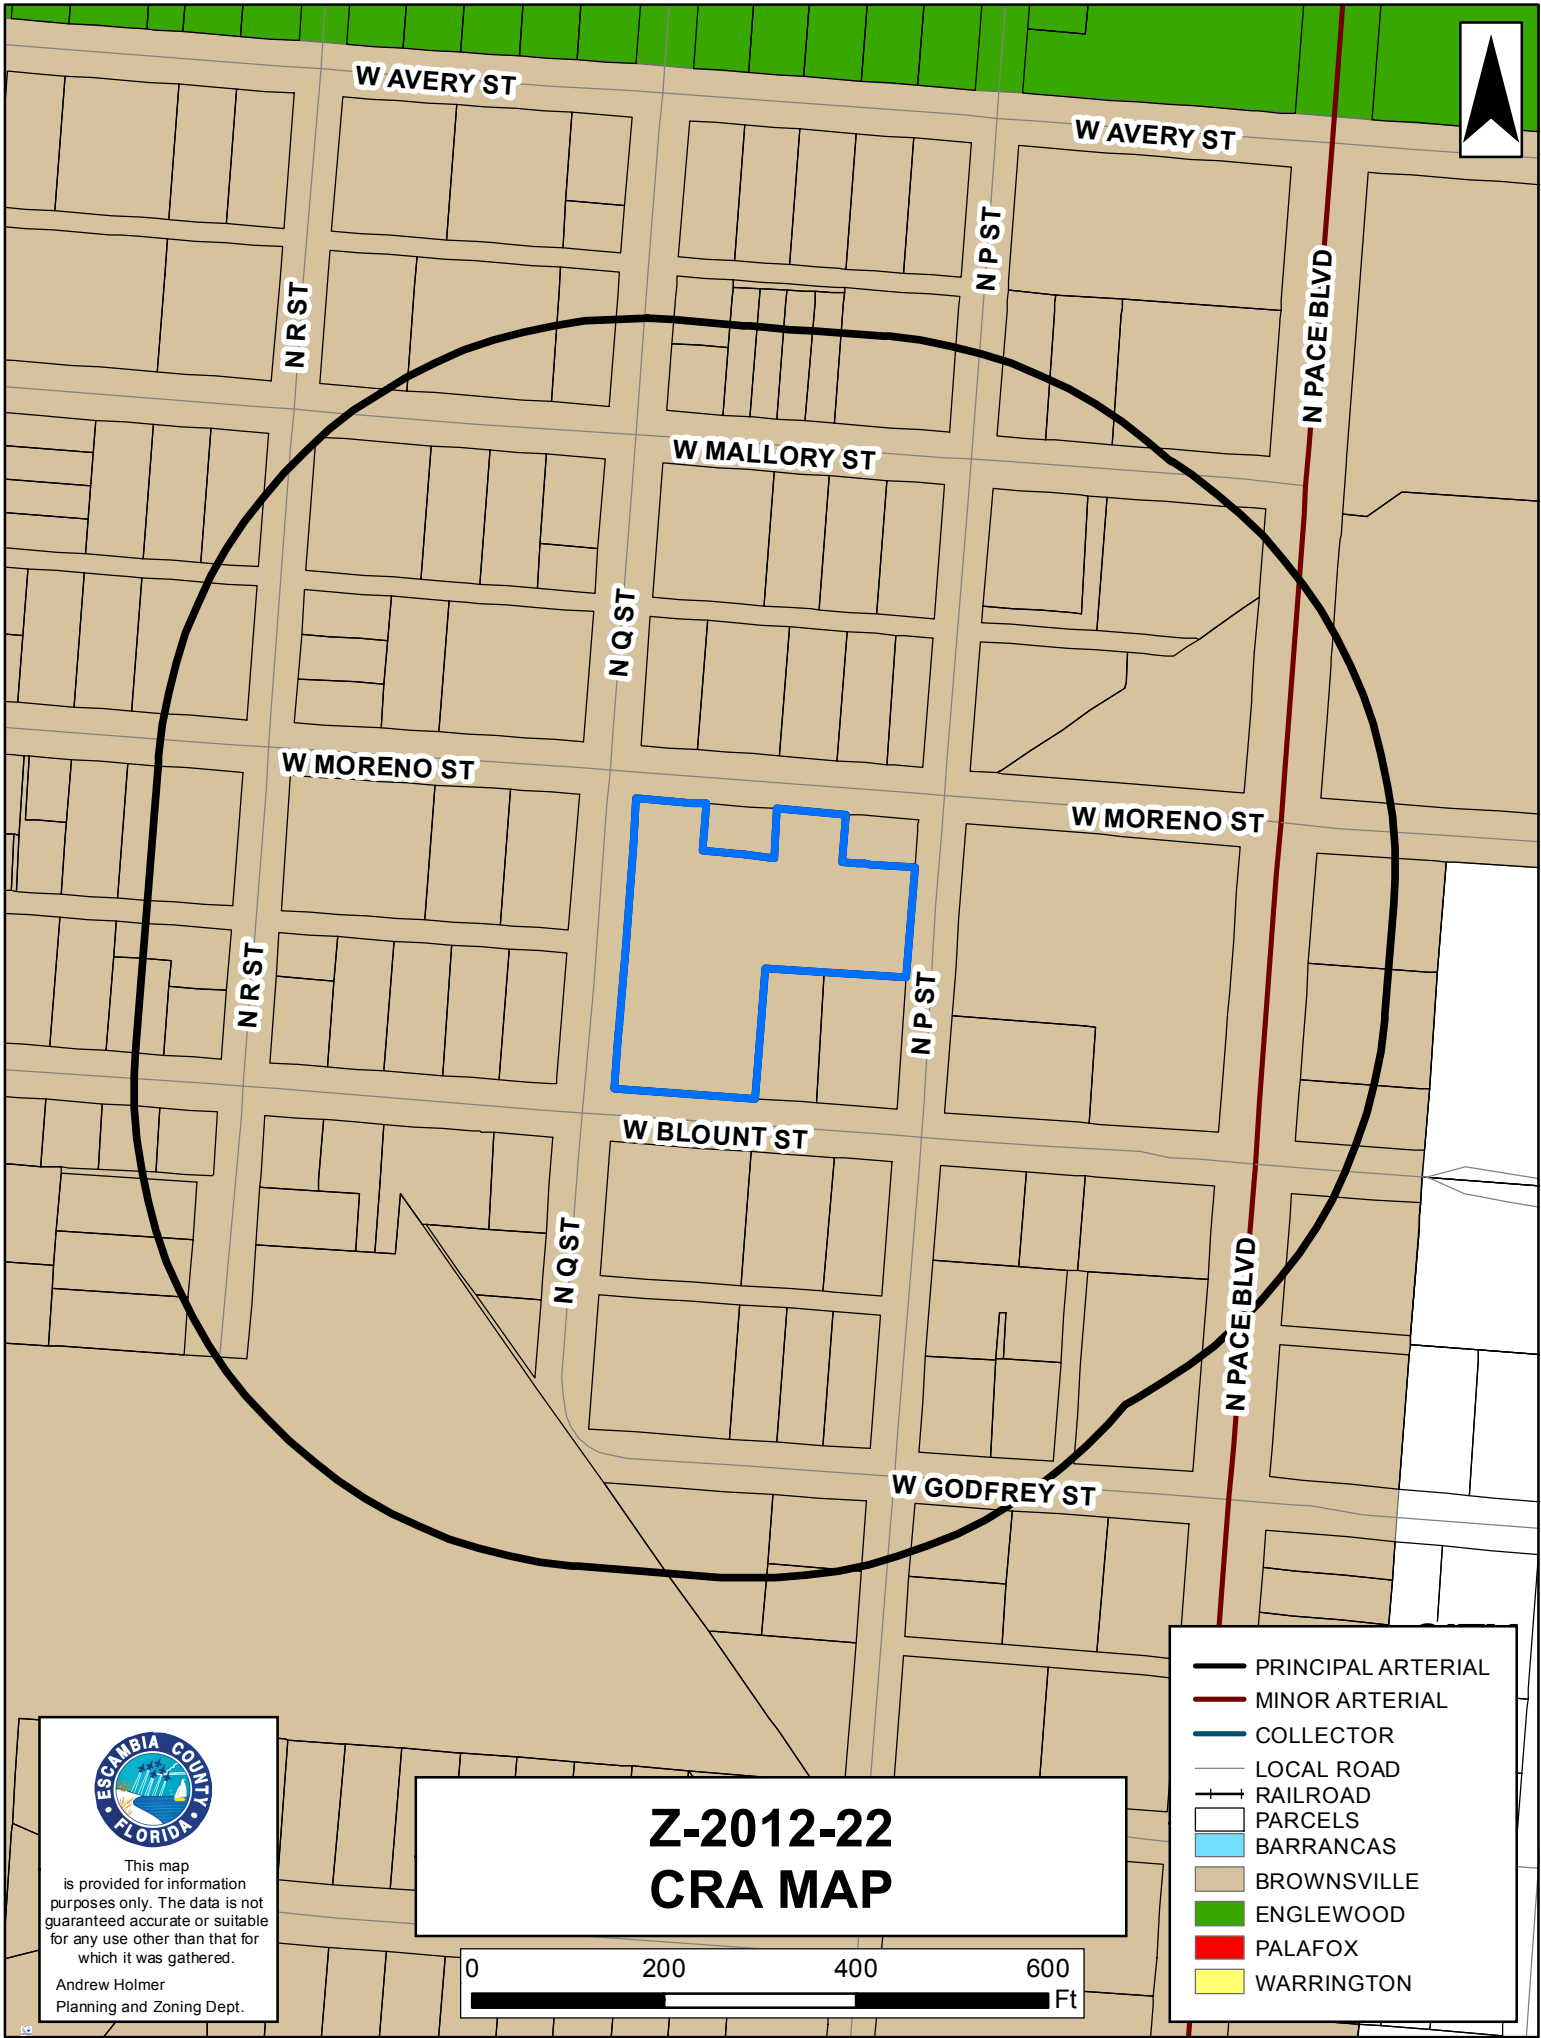 W AVERY ST
W AVERY ST
N P ST
N PACE BLVD
N R ST
W MALLORY ST
N Q ST
W MORENO ST
W MORENO ST
N R ST
N P ST
W BLOUNT ST
N Q ST
N PACE BLVD
W GODFREY ST
PRINCIPAL ARTERIAL
MINOR ARTERIAL
COLLECTOR
LOCAL ROAD
RAILROAD
PARCELS
BARRANCAS
BROWNSVILLE
ENGLEWOOD
PALAFOX
WARRINGTON
ESCAMBIA COUNTY
FLORIDA
This map
is provided for information
purposes only. The data is not
guaranteed accurate or suitable
for any use other than that for
which it was gathered.
Andrew Holmer
Planning and Zoning Dept.
Z-2012-22
CRA MAP
0 200 400 600
Ft